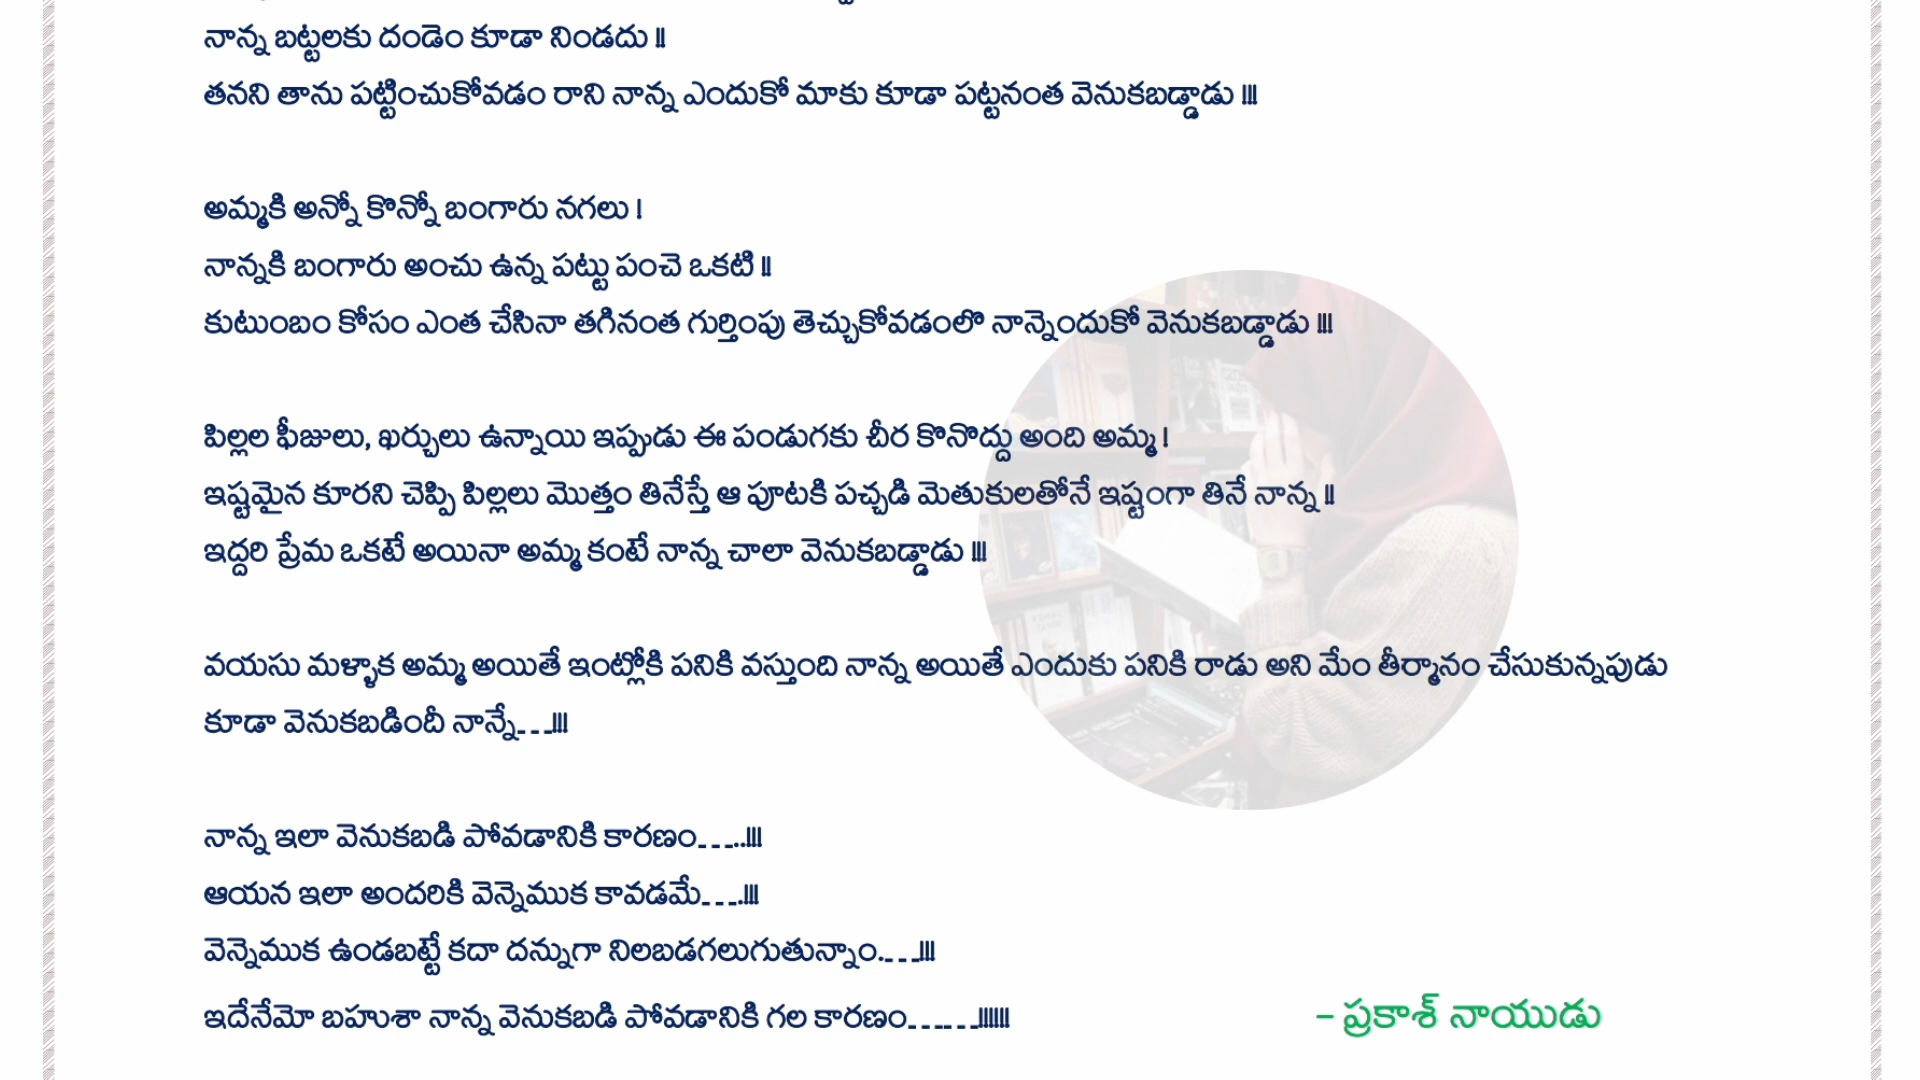 నాన్న బట్టలకు దండెం కూడా నిండదు !!
తనని తాను పట్టించుకోవడం రాని నాన్న ఎందుకో మాకు కూడా పట్టనంత వెనుకబడ్డాడు !!!
అమ్మకి అన్నో కొన్నో బంగారు నగలు !
నాన్నకి బంగారు అంచు ఉన్న పట్టు పంచె ఒకటి !!
కుటుంబం కోసం ఎంత చేసినా తగినంత గుర్తింపు తెచ్చుకోవడంలొ నాన్నెందుకో వెనుకబడ్డాడు !!!
పిల్లల ఫీజులు, ఖర్చులు ఉన్నాయి ఇప్పుడు ఈ పండుగకు చీర కొనొద్దు అంది అమ్మ !
ఇష్టమైన కూరని చెప్పి పిల్లలు మొత్తం తినేస్తే ఆ పూటకి పచ్చడి మెతుకులతోనే ఇష్టంగా తినే నాన్న !!
ఇద్దరి ప్రేమ ఒకటే అయినా అమ్మ కంటే నాన్న చాలా వెనుకబడ్డాడు !!!
వయసు మళ్ళాక అమ్మ అయితే ఇంట్లోకి పనికి వస్తుంది నాన్న అయితే ఎందుకు పనికి రాడు అని మేం తీర్మానం చేసుకున్నపుడు
కూడా వెనుకబడిందీ నాన్నే- - -!!!
నాన్న ఇలా వెనుకబడి పోవడానికి కారణం- - -..!!!
ఆయన ఇలా అందరికి వెన్నెముక కావడమే- - -.!!!
వెన్నెముక ఉండబట్టే కదా దన్నుగా నిలబడగలుగుతున్నాం.- - -!!!
ఇదేనేమో బహుశా నాన్న వెనుకబడి పోవడానికి గల కారణం- - -- - -!!!!!!
– ప్రకాశ్ నాయుడు